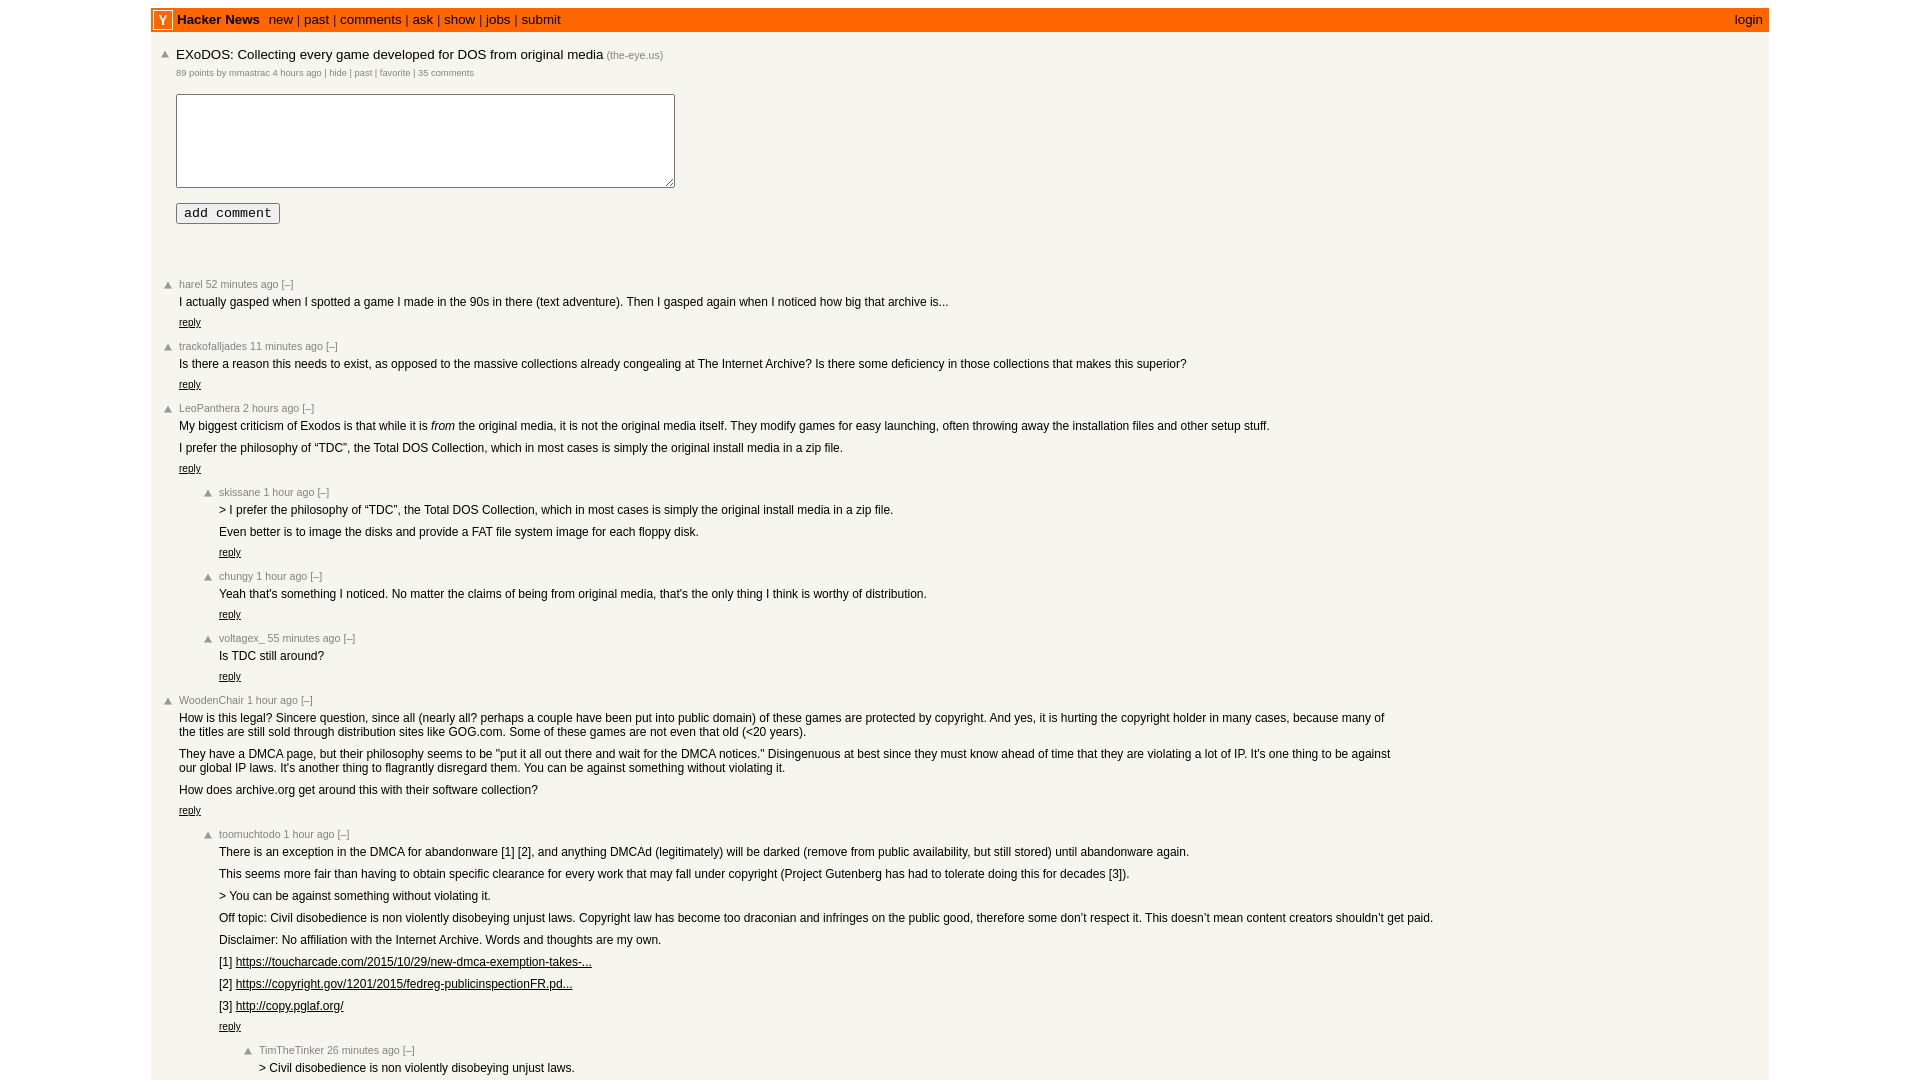 Y Hacker News new | past | comments | ask | show | jobs | submit login
EXoDOS: Collecting every game developed for DOS from original media (the-eye.us)
89 points by mmastrac 4 hours ago | hide | past | favorite | 35 comments
add comment
harel 52 minutes ago [–]
I actually gasped when I spotted a game I made in the 90s in there (text adventure). Then I gasped again when I noticed how big that archive is...
reply
trackofalljades 11 minutes ago [–]
Is there a reason this needs to exist, as opposed to the massive collections already congealing at The Internet Archive? Is there some deficiency in those collections that makes this superior?
reply
LeoPanthera 2 hours ago [–]
My biggest criticism of Exodos is that while it is from the original media, it is not the original media itself. They modify games for easy launching, often throwing away the installation files and other setup stuff.
I prefer the philosophy of “TDC”, the Total DOS Collection, which in most cases is simply the original install media in a zip file.
reply
skissane 1 hour ago [–]
> I prefer the philosophy of “TDC”, the Total DOS Collection, which in most cases is simply the original install media in a zip file.
Even better is to image the disks and provide a FAT file system image for each floppy disk.
reply
chungy 1 hour ago [–]
Yeah that's something I noticed. No matter the claims of being from original media, that's the only thing I think is worthy of distribution.
reply
voltagex_ 55 minutes ago [–]
Is TDC still around?
reply
WoodenChair 1 hour ago [–]
How is this legal? Sincere question, since all (nearly all? perhaps a couple have been put into public domain) of these games are protected by copyright. And yes, it is hurting the copyright holder in many cases, because many of
the titles are still sold through distribution sites like GOG.com. Some of these games are not even that old (<20 years).
They have a DMCA page, but their philosophy seems to be "put it all out there and wait for the DMCA notices." Disingenuous at best since they must know ahead of time that they are violating a lot of IP. It's one thing to be against
our global IP laws. It's another thing to flagrantly disregard them. You can be against something without violating it.
How does archive.org get around this with their software collection?
reply
toomuchtodo 1 hour ago [–]
There is an exception in the DMCA for abandonware [1] [2], and anything DMCAd (legitimately) will be darked (remove from public availability, but still stored) until abandonware again.
This seems more fair than having to obtain specific clearance for every work that may fall under copyright (Project Gutenberg has had to tolerate doing this for decades [3]).
> You can be against something without violating it.
Off topic: Civil disobedience is non violently disobeying unjust laws. Copyright law has become too draconian and infringes on the public good, therefore some don’t respect it. This doesn’t mean content creators shouldn’t get paid.
Disclaimer: No affiliation with the Internet Archive. Words and thoughts are my own.
[1] https://toucharcade.com/2015/10/29/new-dmca-exemption-takes-...
[2] https://copyright.gov/1201/2015/fedreg-publicinspectionFR.pd...
[3] http://copy.pglaf.org/
reply
TimTheTinker 26 minutes ago [–]
> Civil disobedience is non violently disobeying unjust laws.